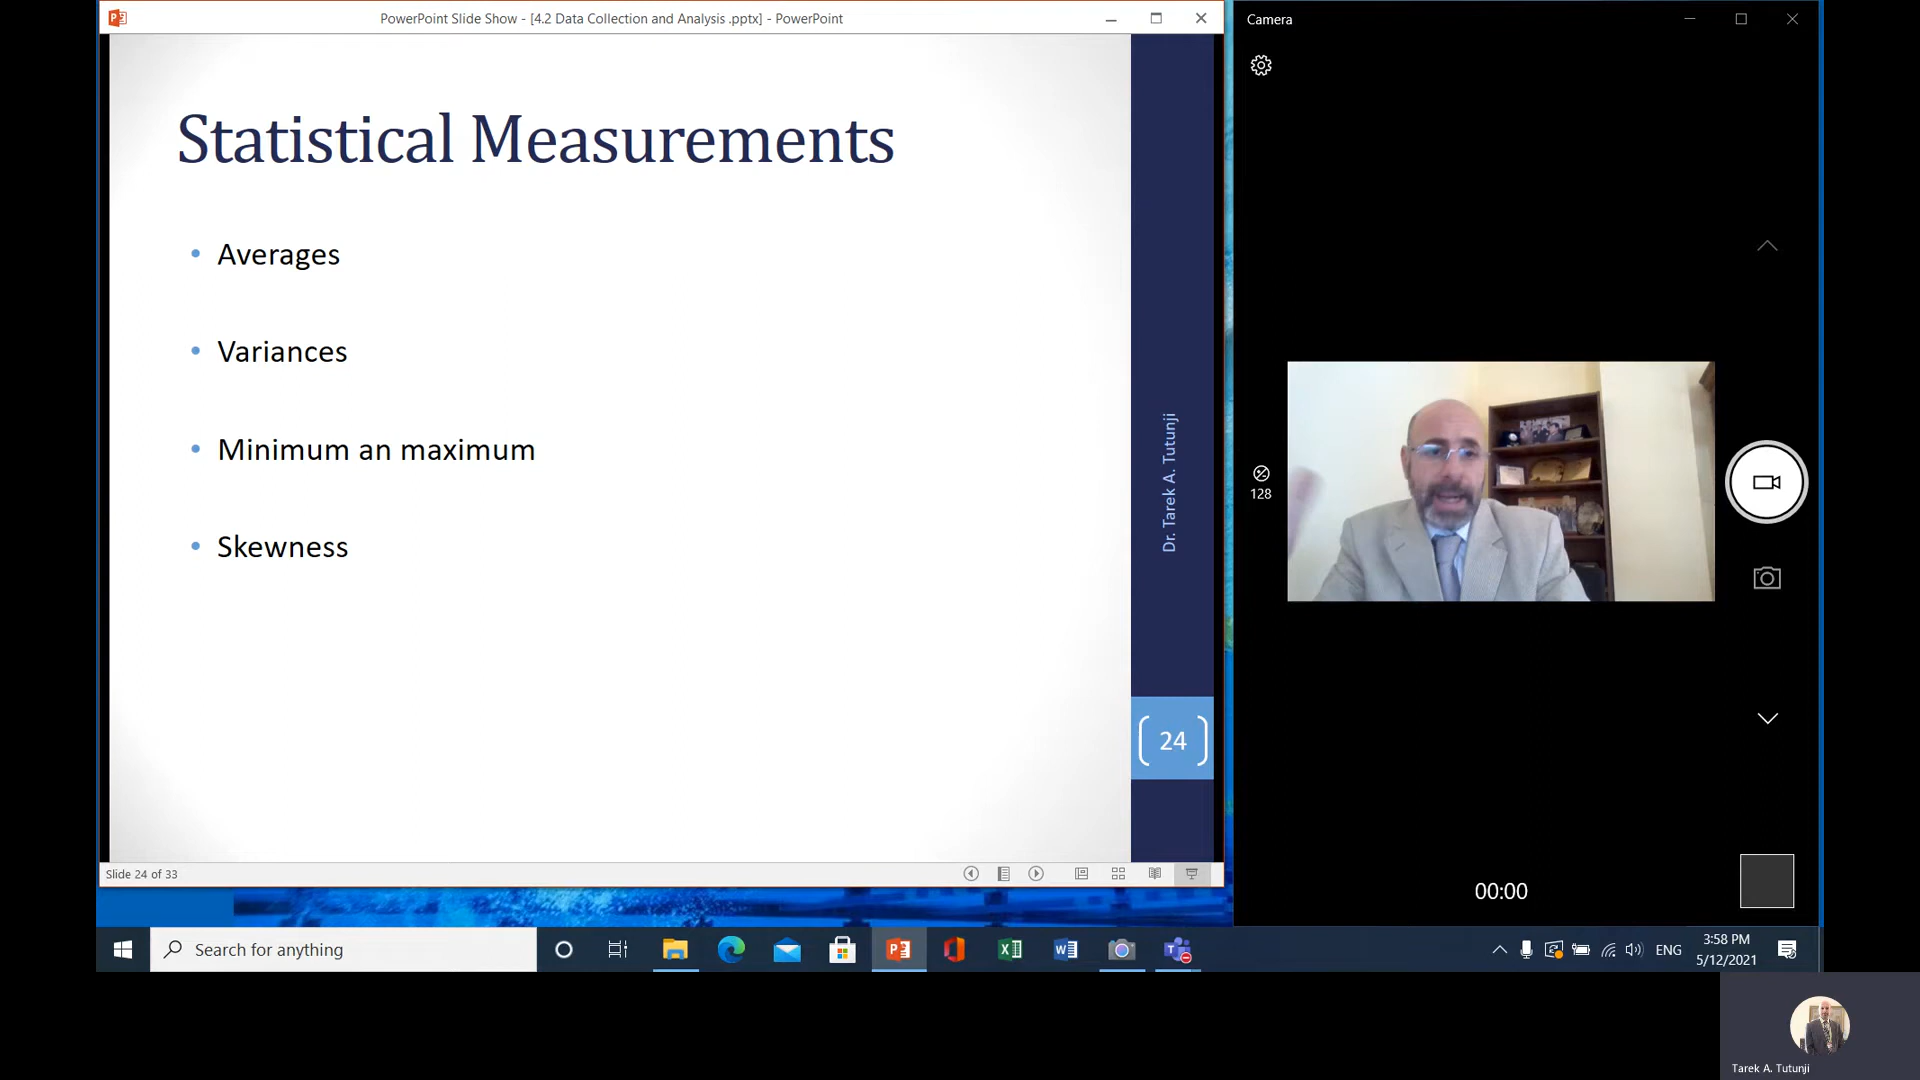 PowerPoint Slide Show - [4.2 Data Collection and Analysis .pptx] - PowerPoint
Camera
Statistical Measurements
• Averages
• Variances
• Minimum an maximum
• Skewness
Dr. Tarek A. Tutunji
24
128
00:00
Slide 24 of 33
Search for anything
ENG
3:58 PM
5/12/2021
Tarek A. Tutunji